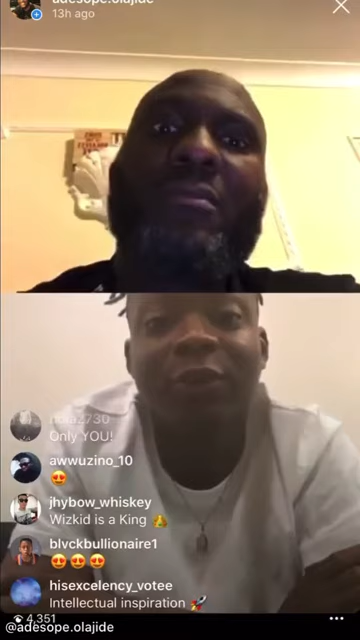 adesope.olajide
13h ago
Only YOU!
awwuzino_10
😍
jhybow_whiskey
Wizkid is a King 👑
blvckbullionaire1
😍😍😍
hisexcelency_votee
Intellectual inspiration 🚀
4,351
@adesope.olajide